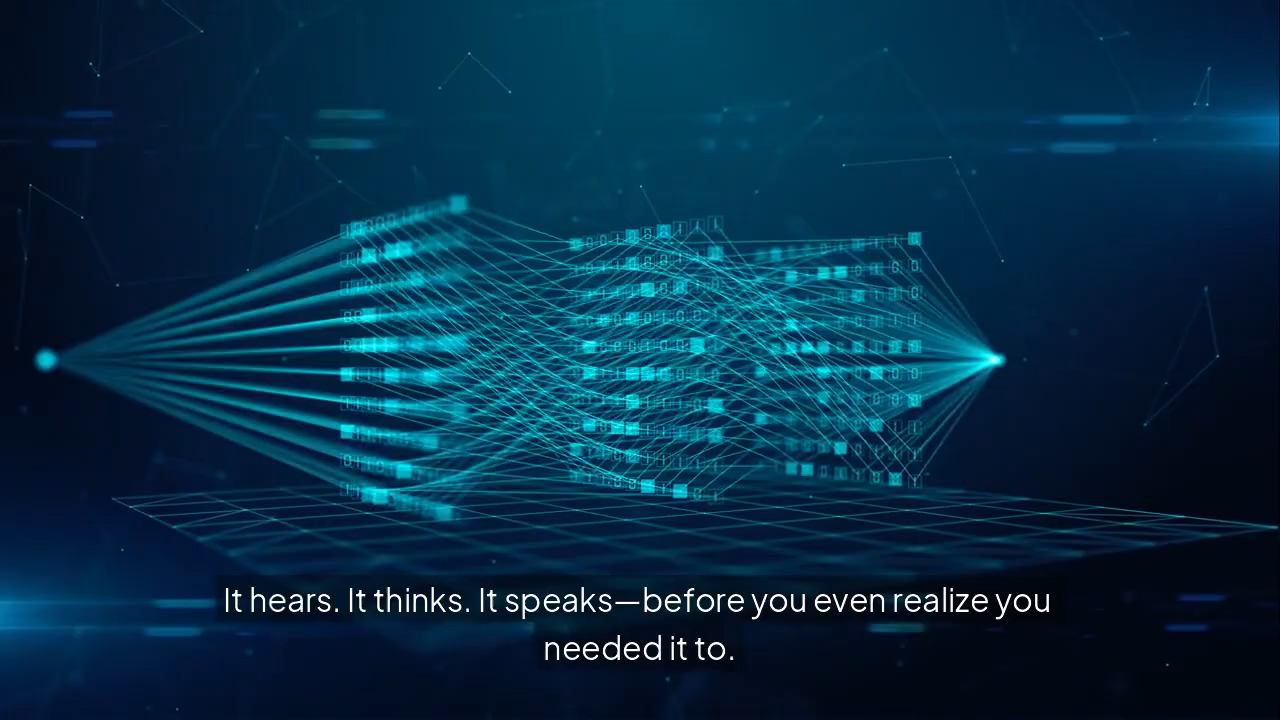 It hears. It thinks. It speaks—before you even realize you
needed it to.